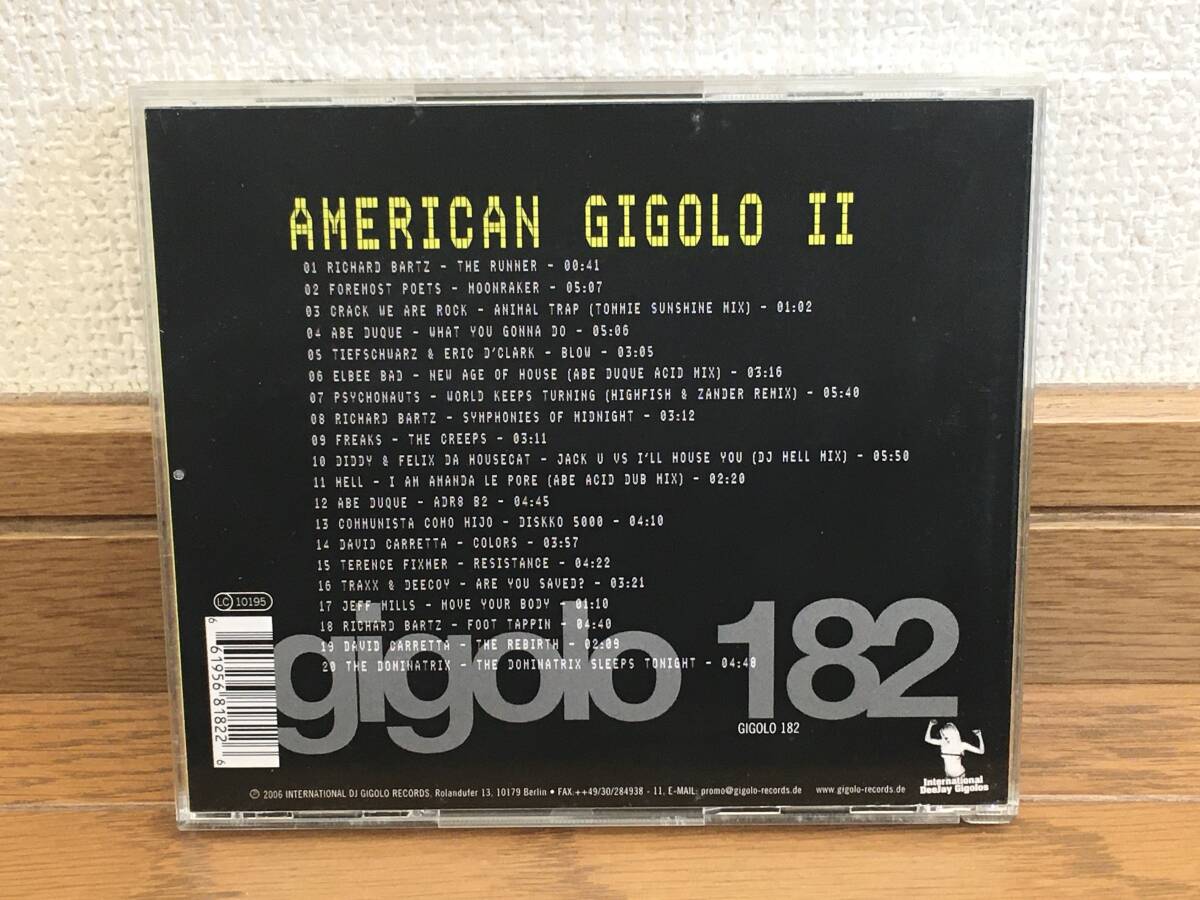 AMERICAN GIGOLO II
01 RICHARD BARTZ - THE RUNNER - 00:41
02 FOREMOST POETS - MOONRAKER - 05:07
03 CRACK WE ARE ROCK - ANIMAL TRAP (TOMMIE SUNSHINE MIX) - 01:02
04 ABE DUQUE - WHAT YOU GONNA DO - 05:06
05 TIEFSCHWARZ & ERIC D'CLARK - BLOW - 03:05
06 ELBEE BAD - NEW AGE OF HOUSE (ABE DUQUE ACID MIX) - 03:16
07 PSYCHONAUTS - WORLD KEEPS TURNING (HIGHFISH & ZANDER REMIX) - 05:40
08 RICHARD BARTZ - SYMPHONIES OF MIDNIGHT - 03:12
09 FREAKS - THE CREEPS - 03:11
10 DIDDY & FELIX DA HOUSECAT - JACK U VS I'LL HOUSE YOU (DJ HELL MIX) - 05:50
11 HELL - I AM AMANDA LE PORE (ABE ACID DUB MIX) - 02:20
12 ABE DUQUE - ADR8 B2 - 04:45
13 COMMUNISTA COMO HIJO - DISKKO 5000 - 04:10
14 DAVID CARRETTA - COLORS - 03:57
15 TERENCE FIXMER - RESISTANCE - 04:22
16 TRAXX & DEECOY - ARE YOU SAVED? - 03:21
17 JEFF MILLS - MOVE YOUR BODY - 01:10
18 RICHARD BARTZ - FOOT TAPPIN - 04:40
19 DAVID CARRETTA - THE REBIRTH - 02:09
20 THE DOMINATRIX - THE DOMINATRIX SLEEPS TONIGHT - 04:48
LC 10195
6 61956 81822 6
gigolo 182
GIGOLO 182
International
DeeJay Gigolos
℗ 2006 INTERNATIONAL DJ GIGOLO RECORDS. Rolandufer 13, 10179 Berlin • FAX.++49/30/284938 - 11, E-MAIL: promo@gigolo-records.de www.gigolo-records.de